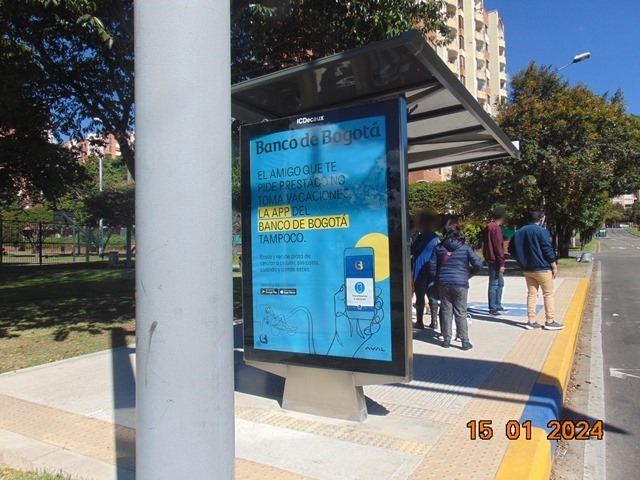 JCDecaux
Banco de Bogotá
EL AMIGO QUE TE
PIDE PRESTADO NO
TOMA VACACIONES,
LA APP DEL
BANCO DE BOGOTÁ
TAMPOCO.
AVAL
15 01 2024